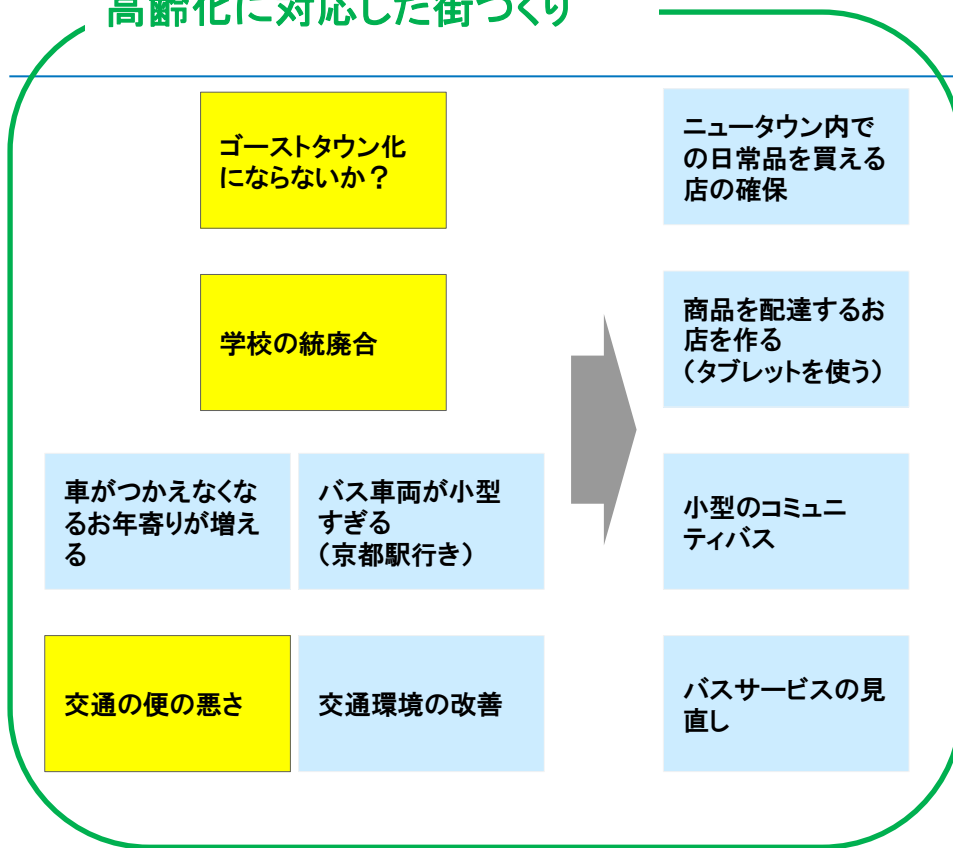 高齢化に対応した街づくり
ゴーストタウン化
にならないか？
学校の統廃合
車がつかえなくな
るお年寄りが増え
る
バス車両が小型
すぎる
（京都駅行き）
交通の便の悪さ
交通環境の改善
ニュータウン内で
の日常品を買える
店の確保
商品を配達するお
店を作る
（タブレットを使う）
小型のコミュニ
ティバス
バスサービスの見
直し